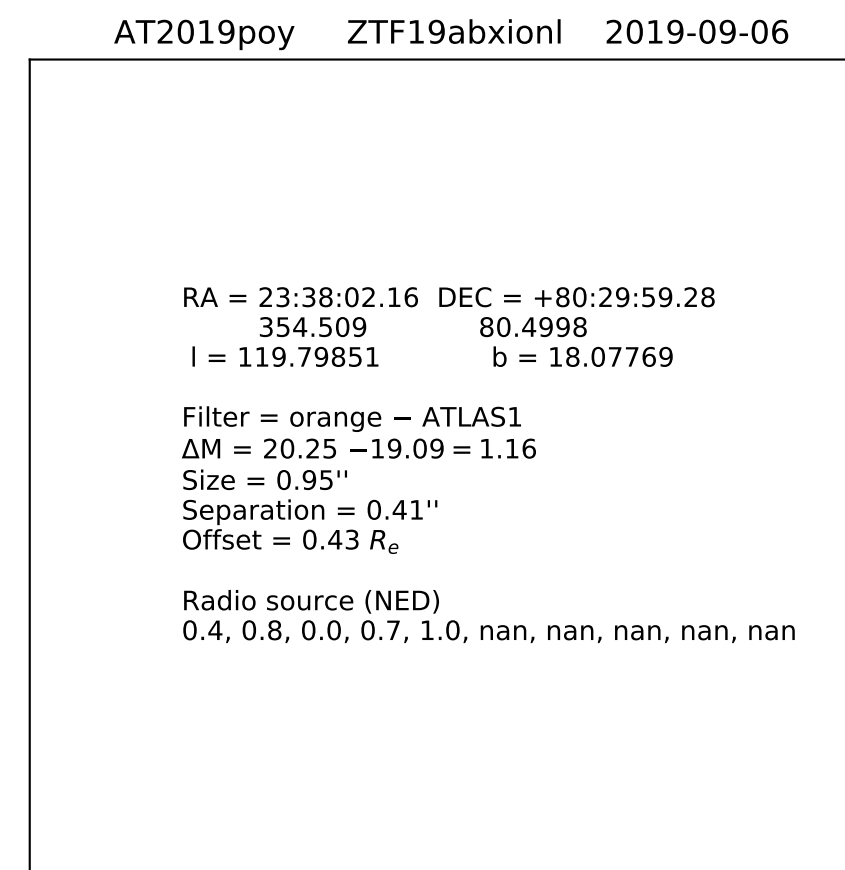 AT2019poy ZTF19abxionl 2019-09-06
RA = 23:38:02.16 DEC = +80:29:59.28
354.509 80.4998
l = 119.79851 b = 18.07769
Filter = orange − ATLAS1
ΔM = 20.25 −19.09 = 1.16
Size = 0.95''
Separation = 0.41''
Offset = 0.43 Re
Radio source (NED)
0.4, 0.8, 0.0, 0.7, 1.0, nan, nan, nan, nan, nan